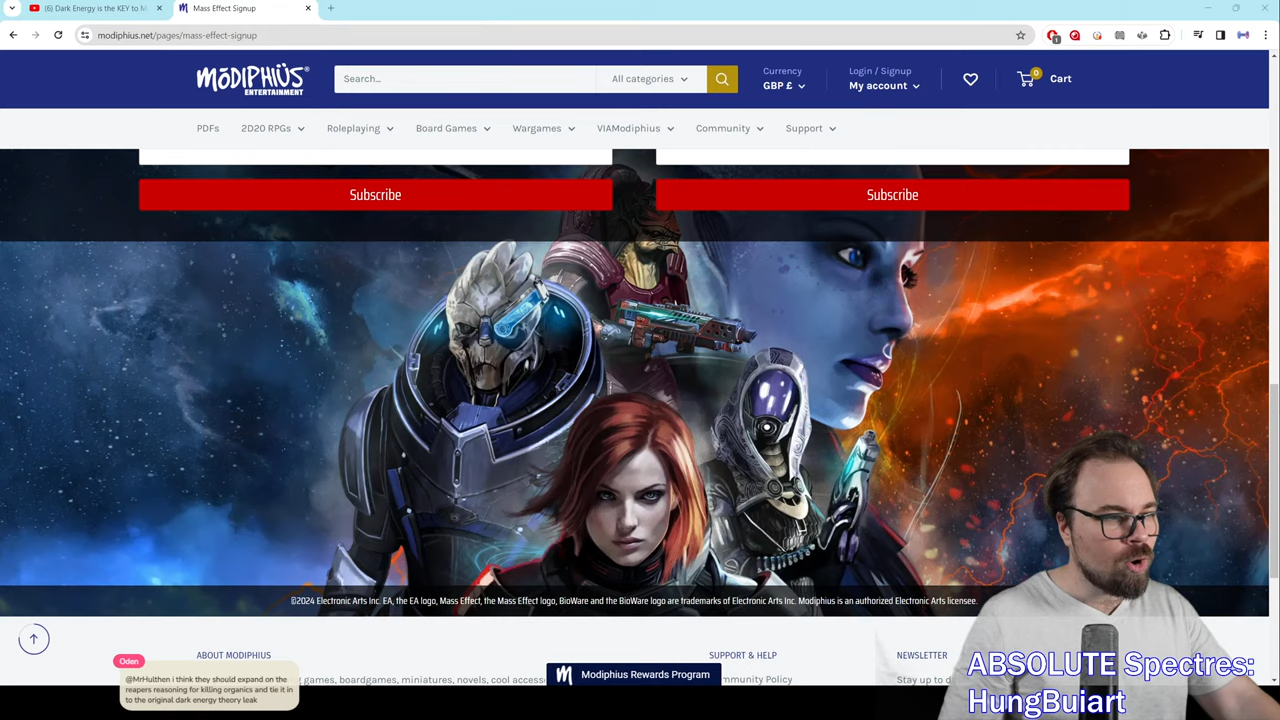 (6) Dark Energy is the KEY to M
Mass Effect Signup
modiphius.net/pages/mass-effect-signup
1
MŌDIPHIÜS
ENTERTAINMENT
Search...
All categories
Currency
GBP £
Login / Signup
My account
0
Cart
PDFs
2D20 RPGs
Roleplaying
Board Games
Wargames
VIAModiphius
Community
Support
Subscribe
Subscribe
©2024 Electronic Arts Inc. EA, the EA logo, Mass Effect, the Mass Effect logo, BioWare and the BioWare logo are trademarks of Electronic Arts Inc. Modiphius is an authorized Electronic Arts licensee.
ABOUT MODIPHIUS
SUPPORT & HELP
NEWSLETTER
ng games, boardgames, miniatures, novels, cool access
Modiphius Rewards Program
mmunity Policy
Stay up to d
Oden
@MrHulthen i think they should expand on the
reapers reasoning for killing organics and tie it in
to the original dark energy theory leak
ABSOLUTE Spectres:
HungBuiart